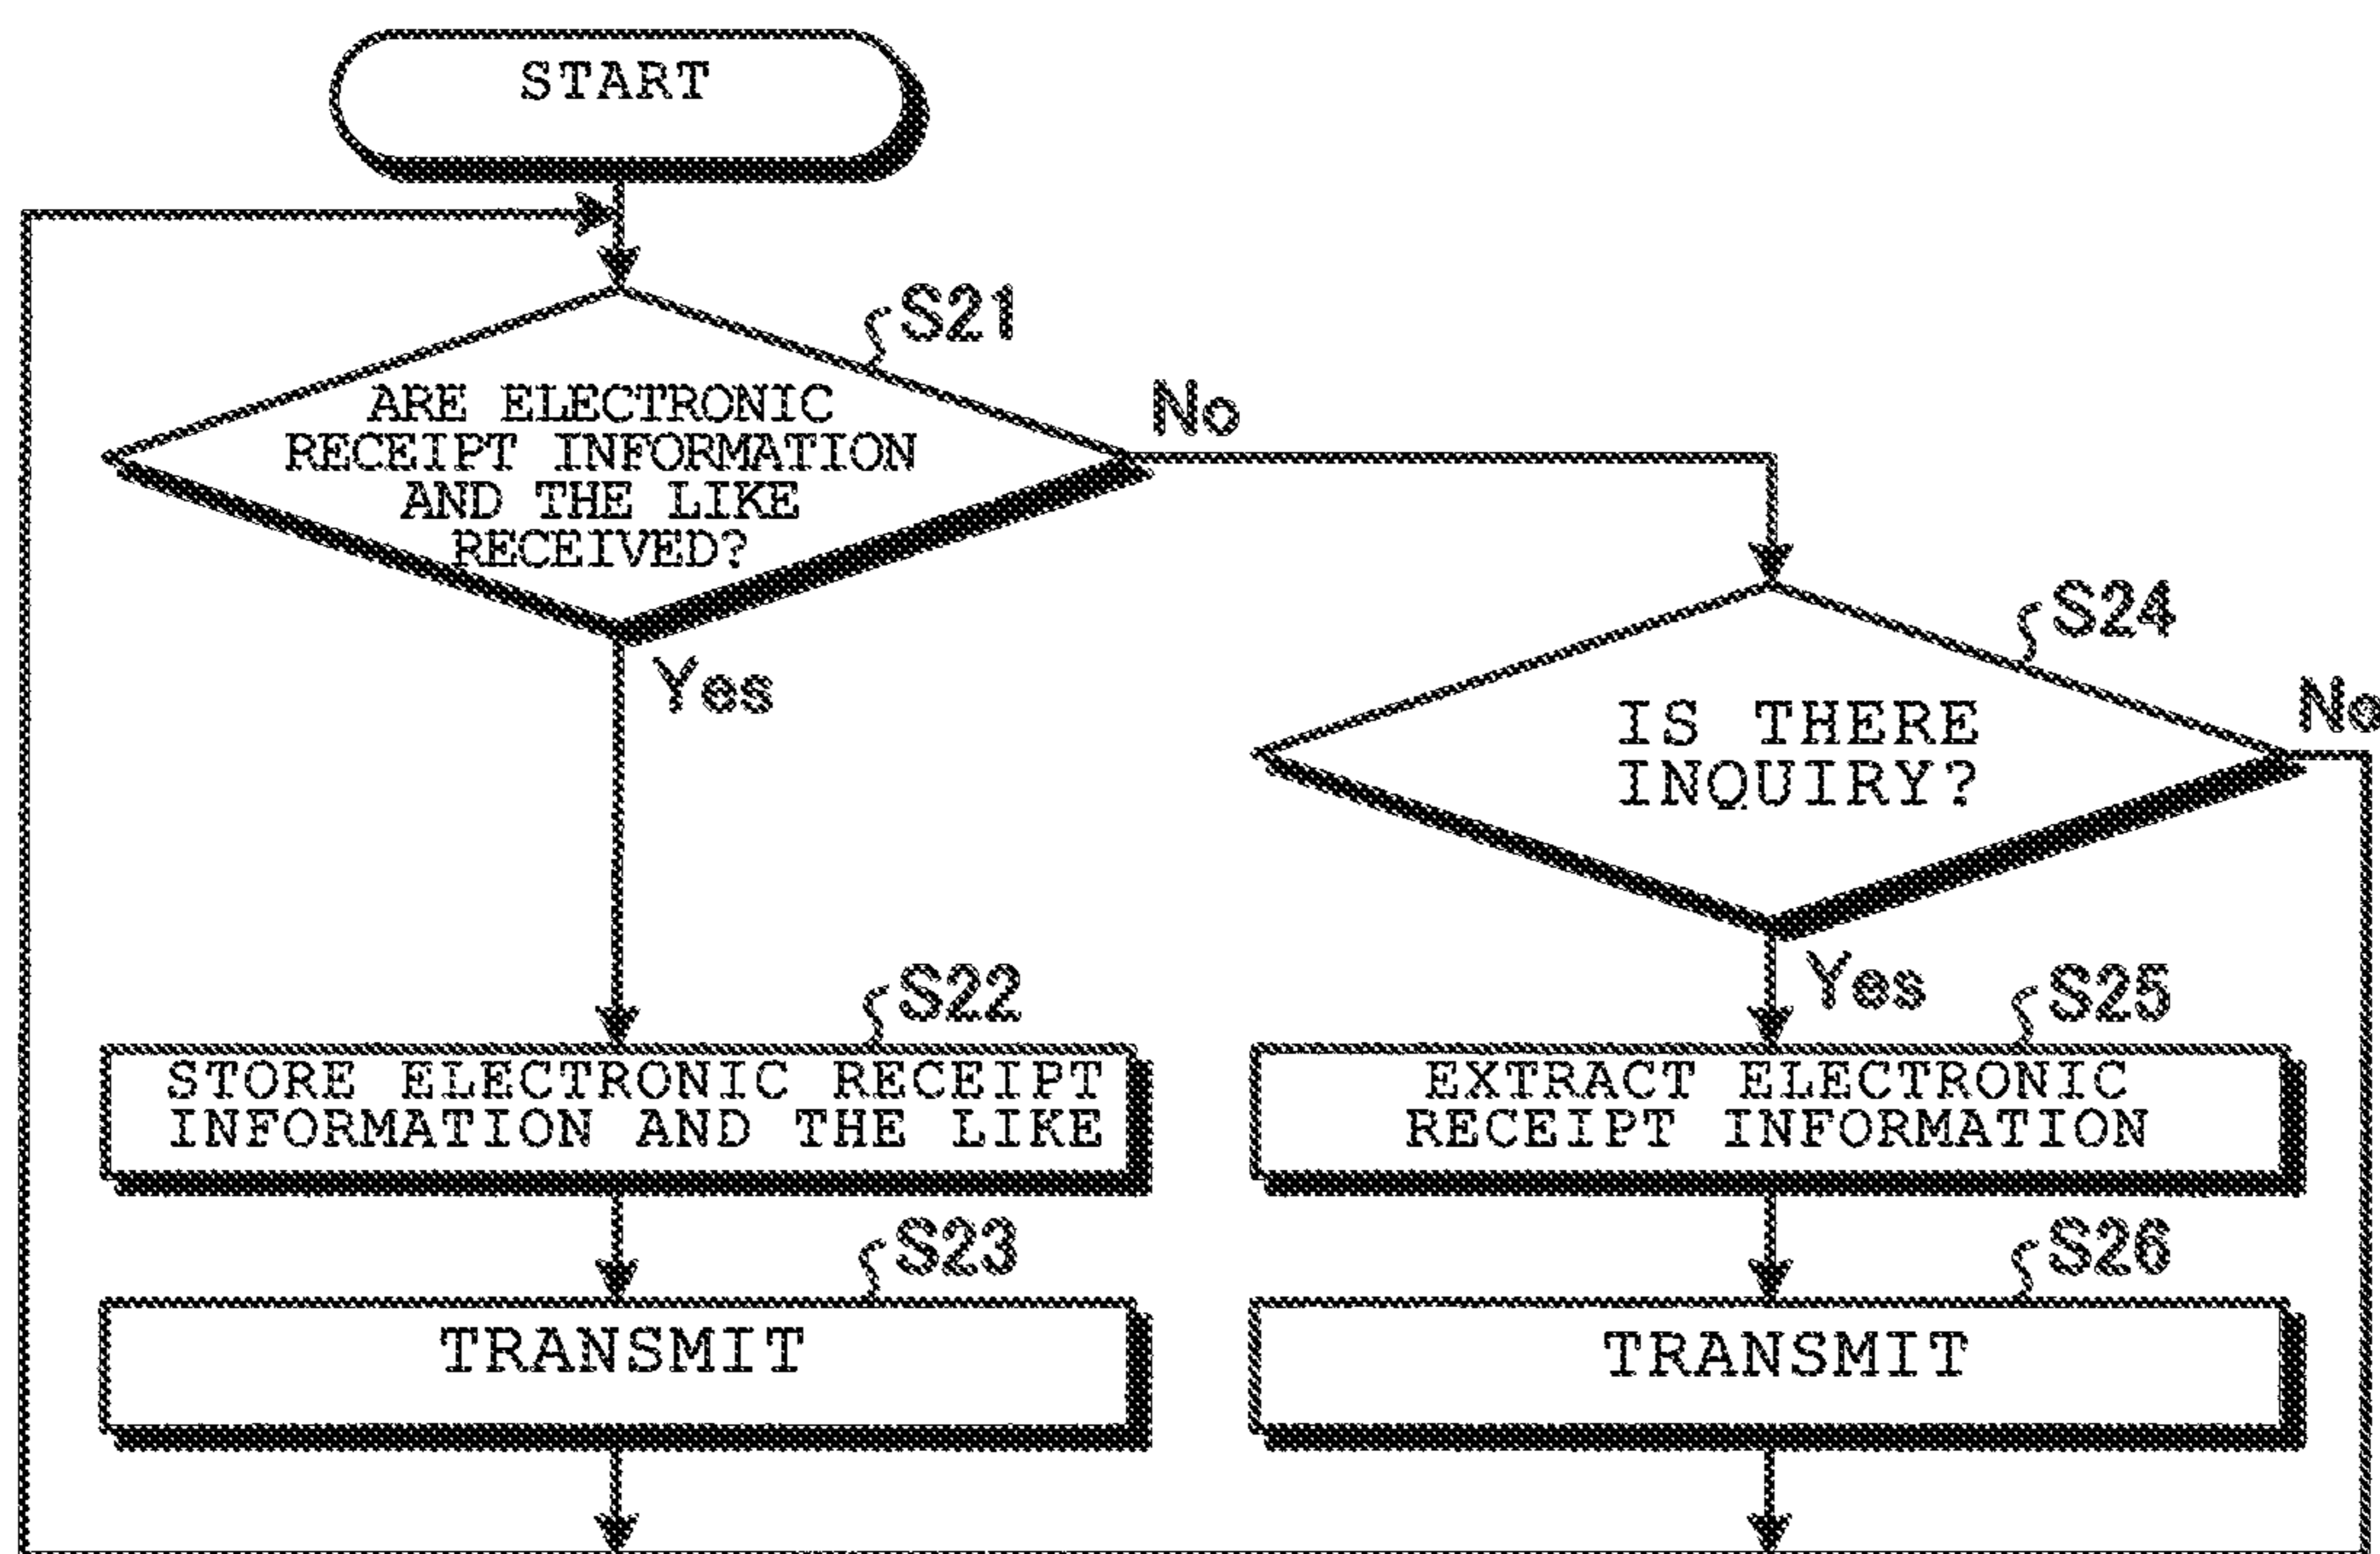 START
S21
ARE ELECTRONIC
RECEIPT INFORMATION
AND THE LIKE
RECEIVED?
No
Yes
S24
IS THERE
INQUIRY?
No
Yes
S22
STORE ELECTRONIC RECEIPT
INFORMATION AND THE LIKE
S25
EXTRACT ELECTRONIC
RECEIPT INFORMATION
S23
TRANSMIT
S26
TRANSMIT